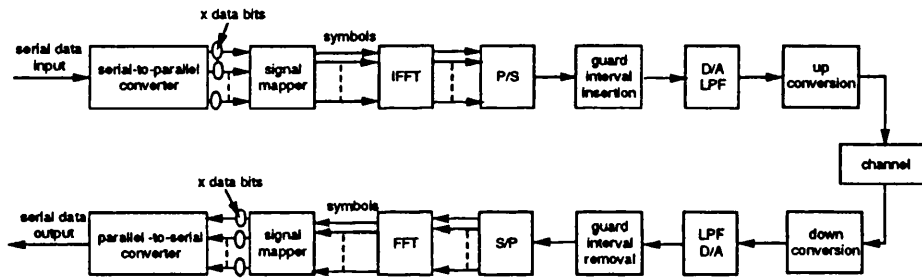 x data bits
serial data
input
serial-to-parallel
converter
signal
mapper
symbols
IFFT
P/S
guard
interval
insertion
D/A
LPF
up
conversion
channel
x data bits
serial data
output
parallel -to-serial
converter
signal
mapper
symbols
FFT
S/P
guard
interval
removal
LPF
D/A
down
conversion